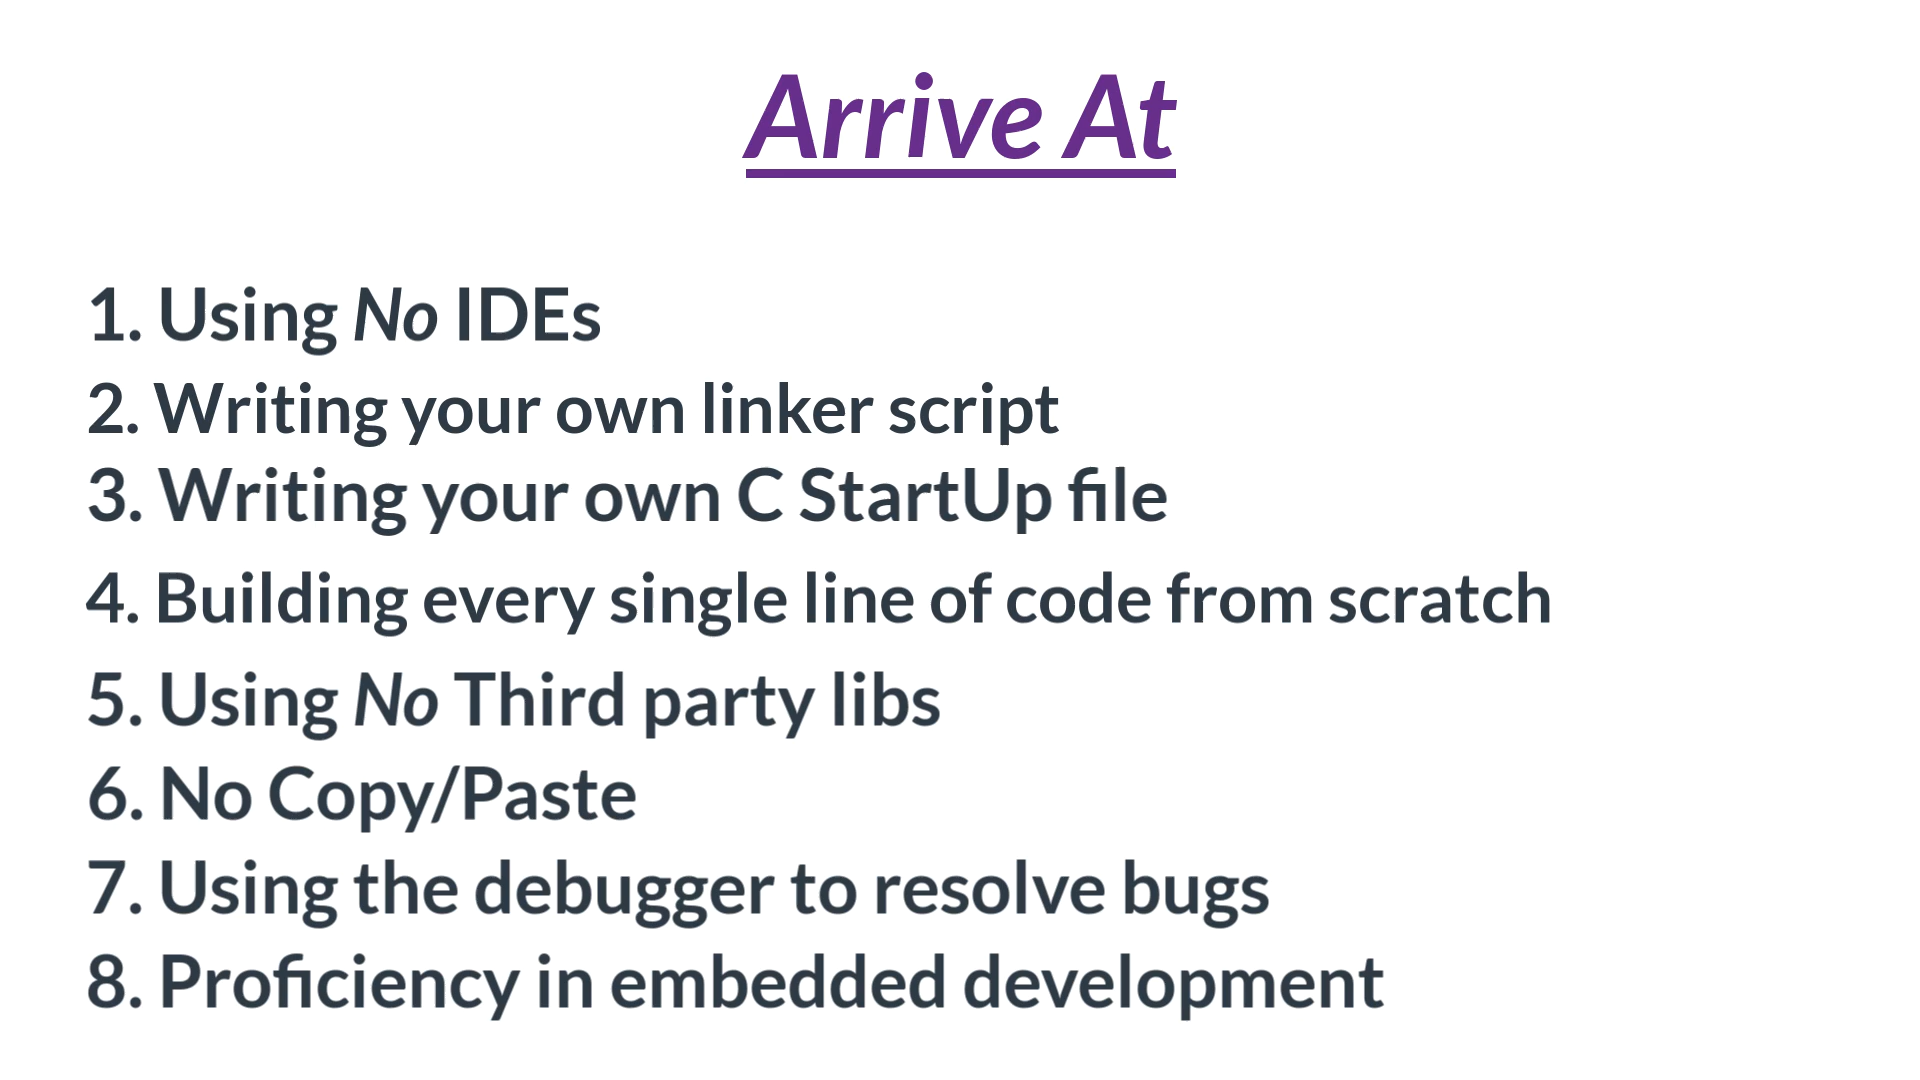 Arrive At
1. Using No IDEs
2. Writing your own linker script
3. Writing your own C StartUp file
4. Building every single line of code from scratch
5. Using No Third party libs
6. No Copy/Paste
7. Using the debugger to resolve bugs
8. Proficiency in embedded development